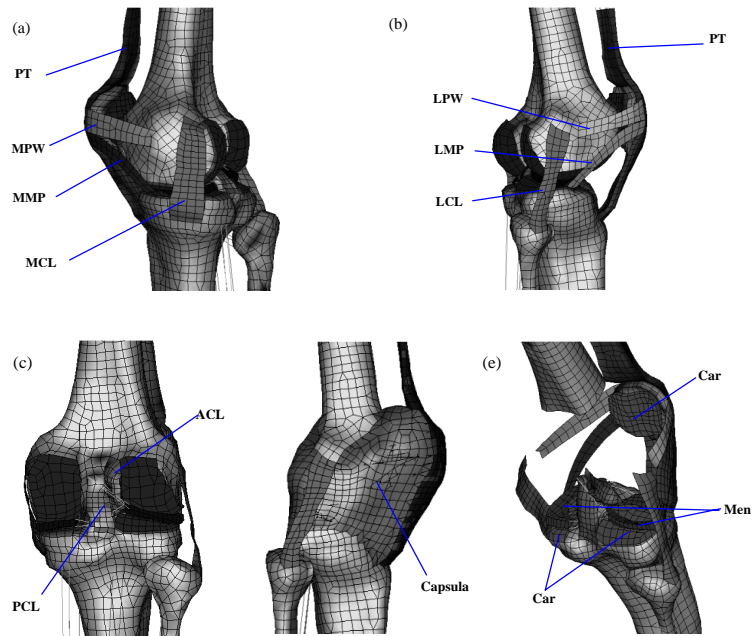 (a)
PT
MPW
MMP
MCL
(b)
PT
LPW
LMP
LCL
(c)
ACL
PCL
Capsula
(e)
Car
Men
Car